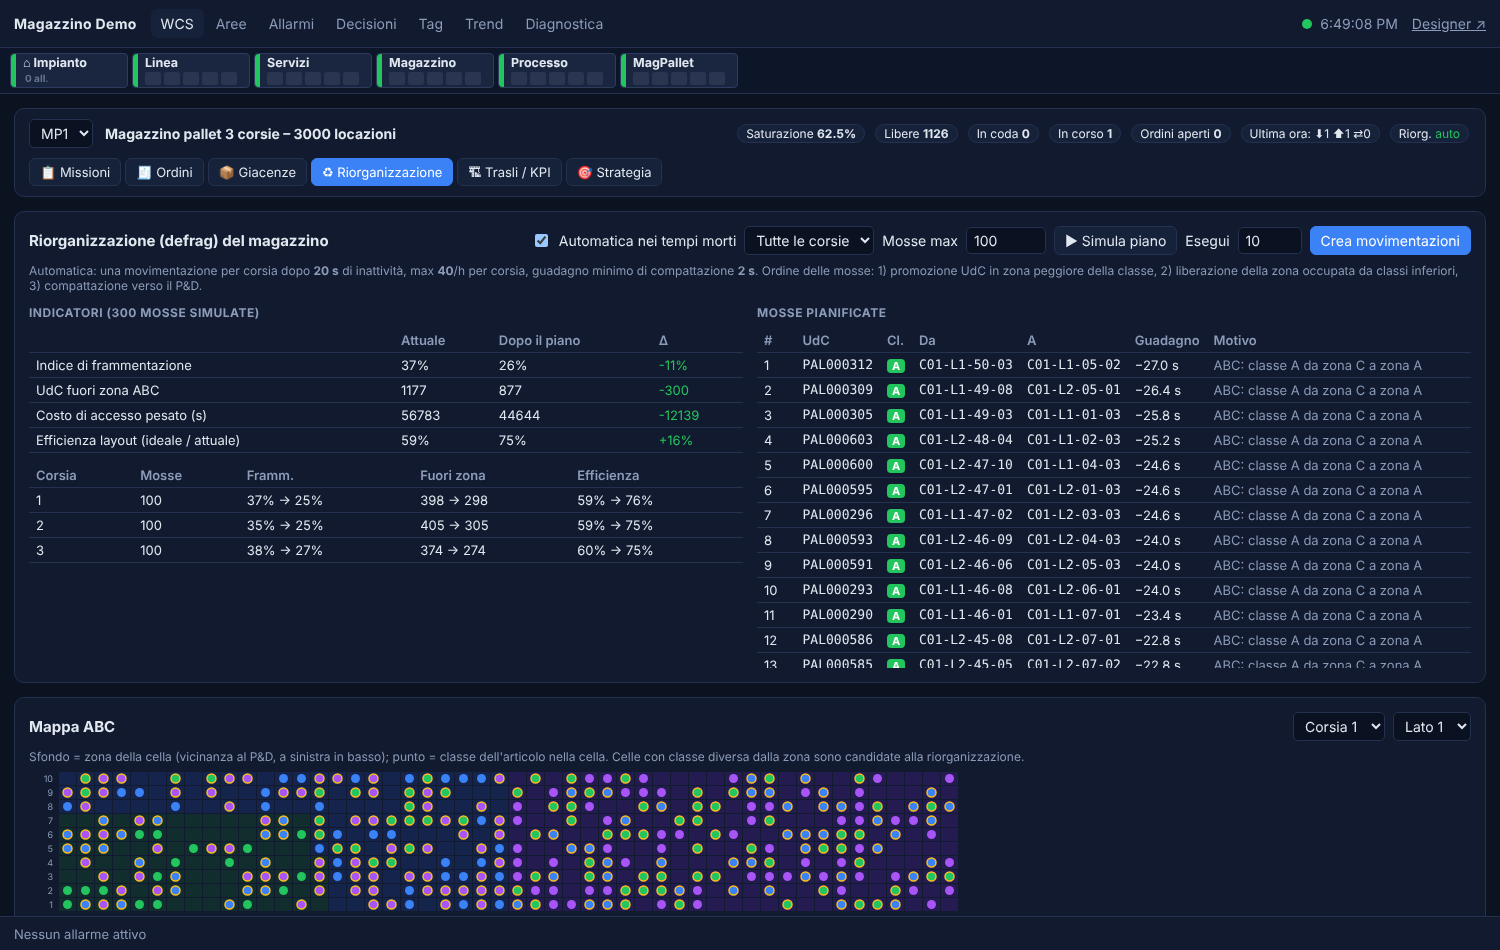 Magazzino Demo WCS Aree Allarmi Decisioni Tag Trend Diagnostica 6:49:08 PM Designer ↗
⌂ Impianto Linea Servizi Magazzino Processo MagPallet
0 all.
MP1 Magazzino pallet 3 corsie – 3000 locazioni Saturazione 62.5% Libere 1126 In coda 0 In corso 1 Ordini aperti 0 Ultima ora: ⬇1 ⬆1 ⇄0 Riorg. auto
📋 Missioni 🧾 Ordini 📦 Giacenze ♻ Riorganizzazione 🏗 Trasli / KPI 🎯 Strategia
Riorganizzazione (defrag) del magazzino Automatica nei tempi morti Tutte le corsie Mosse max 100 ▶ Simula piano Esegui 10 Crea movimentazioni
Automatica: una movimentazione per corsia dopo 20 s di inattività, max 40/h per corsia, guadagno minimo di compattazione 2 s. Ordine delle mosse: 1) promozione UdC in zona peggiore della classe, 2) liberazione della zona occupata da classi inferiori,
3) compattazione verso il P&D.
INDICATORI (300 MOSSE SIMULATE)
Attuale Dopo il piano Δ
Indice di frammentazione 37% 26% -11%
UdC fuori zona ABC 1177 877 -300
Costo di accesso pesato (s) 56783 44644 -12139
Efficienza layout (ideale / attuale) 59% 75% +16%
Corsia Mosse Framm. Fuori zona Efficienza
1 100 37% → 25% 398 → 298 59% → 76%
2 100 35% → 25% 405 → 305 59% → 75%
3 100 38% → 27% 374 → 274 60% → 75%
MOSSE PIANIFICATE
# UdC Cl. Da A Guadagno Motivo
1 PAL000312 A C01-L1-50-03 C01-L1-05-02 −27.0 s ABC: classe A da zona C a zona A
2 PAL000309 A C01-L1-49-08 C01-L2-05-01 −26.4 s ABC: classe A da zona C a zona A
3 PAL000305 A C01-L1-49-03 C01-L1-01-03 −25.8 s ABC: classe A da zona C a zona A
4 PAL000603 A C01-L2-48-04 C01-L1-02-03 −25.2 s ABC: classe A da zona C a zona A
5 PAL000600 A C01-L2-47-10 C01-L1-04-03 −24.6 s ABC: classe A da zona C a zona A
6 PAL000595 A C01-L2-47-01 C01-L2-01-03 −24.6 s ABC: classe A da zona C a zona A
7 PAL000296 A C01-L1-47-02 C01-L2-03-03 −24.6 s ABC: classe A da zona C a zona A
8 PAL000593 A C01-L2-46-09 C01-L2-04-03 −24.0 s ABC: classe A da zona C a zona A
9 PAL000591 A C01-L2-46-06 C01-L2-05-03 −24.0 s ABC: classe A da zona C a zona A
10 PAL000293 A C01-L1-46-08 C01-L2-06-01 −24.0 s ABC: classe A da zona C a zona A
11 PAL000290 A C01-L1-46-01 C01-L1-07-01 −23.4 s ABC: classe A da zona C a zona A
12 PAL000586 A C01-L2-45-08 C01-L2-07-01 −22.8 s ABC: classe A da zona C a zona A
13 PAL000585 A C01-L2-45-05 C01-L2-07-02 −22.8 s ABC: classe A da zona C a zona A
Mappa ABC Corsia 1 Lato 1
Sfondo = zona della cella (vicinanza al P&D, a sinistra in basso); punto = classe dell'articolo nella cella. Celle con classe diversa dalla zona sono candidate alla riorganizzazione.
10
9
8
7
6
5
4
3
2
1
Nessun allarme attivo